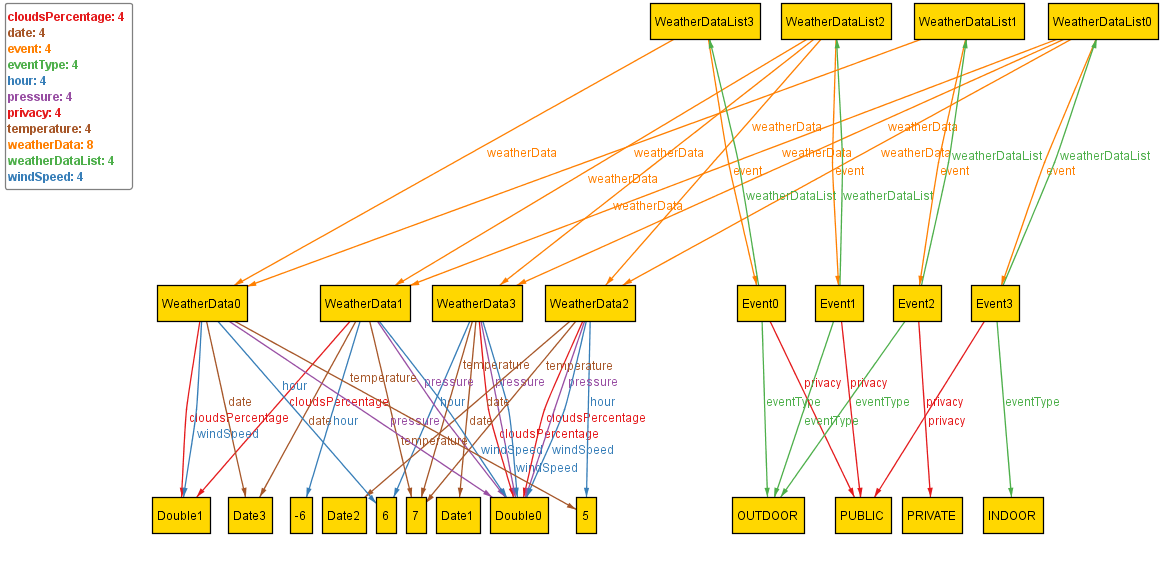 cloudsPercentage: 4
date: 4
event: 4
eventType: 4
hour: 4
pressure: 4
privacy: 4
temperature: 4
weatherData: 8
weatherDataList: 4
windSpeed: 4
WeatherDataList3 WeatherDataList2 WeatherDataList1 WeatherDataList0
weatherData weatherData
weatherData weatherData weatherData weatherData weatherDataList weatherDataList
weatherData event event event event
weatherDataList weatherDataList
weatherData
WeatherData0 WeatherData1 WeatherData3 WeatherData2 Event0 Event1 Event2 Event3
temperature temperature
temperature pressure pressure pressure privacy privacy
hour
date cloudsPercentage hour date hour eventType eventType privacy eventType
cloudsPercentage date hour pressure date cloudsPercentage eventType privacy
windSpeed cloudsPercentage
temperature
windSpeed windSpeed
windSpeed
Double1 Date3 -6 Date2 6 7 Date1 Double0 5 OUTDOOR PUBLIC PRIVATE INDOOR